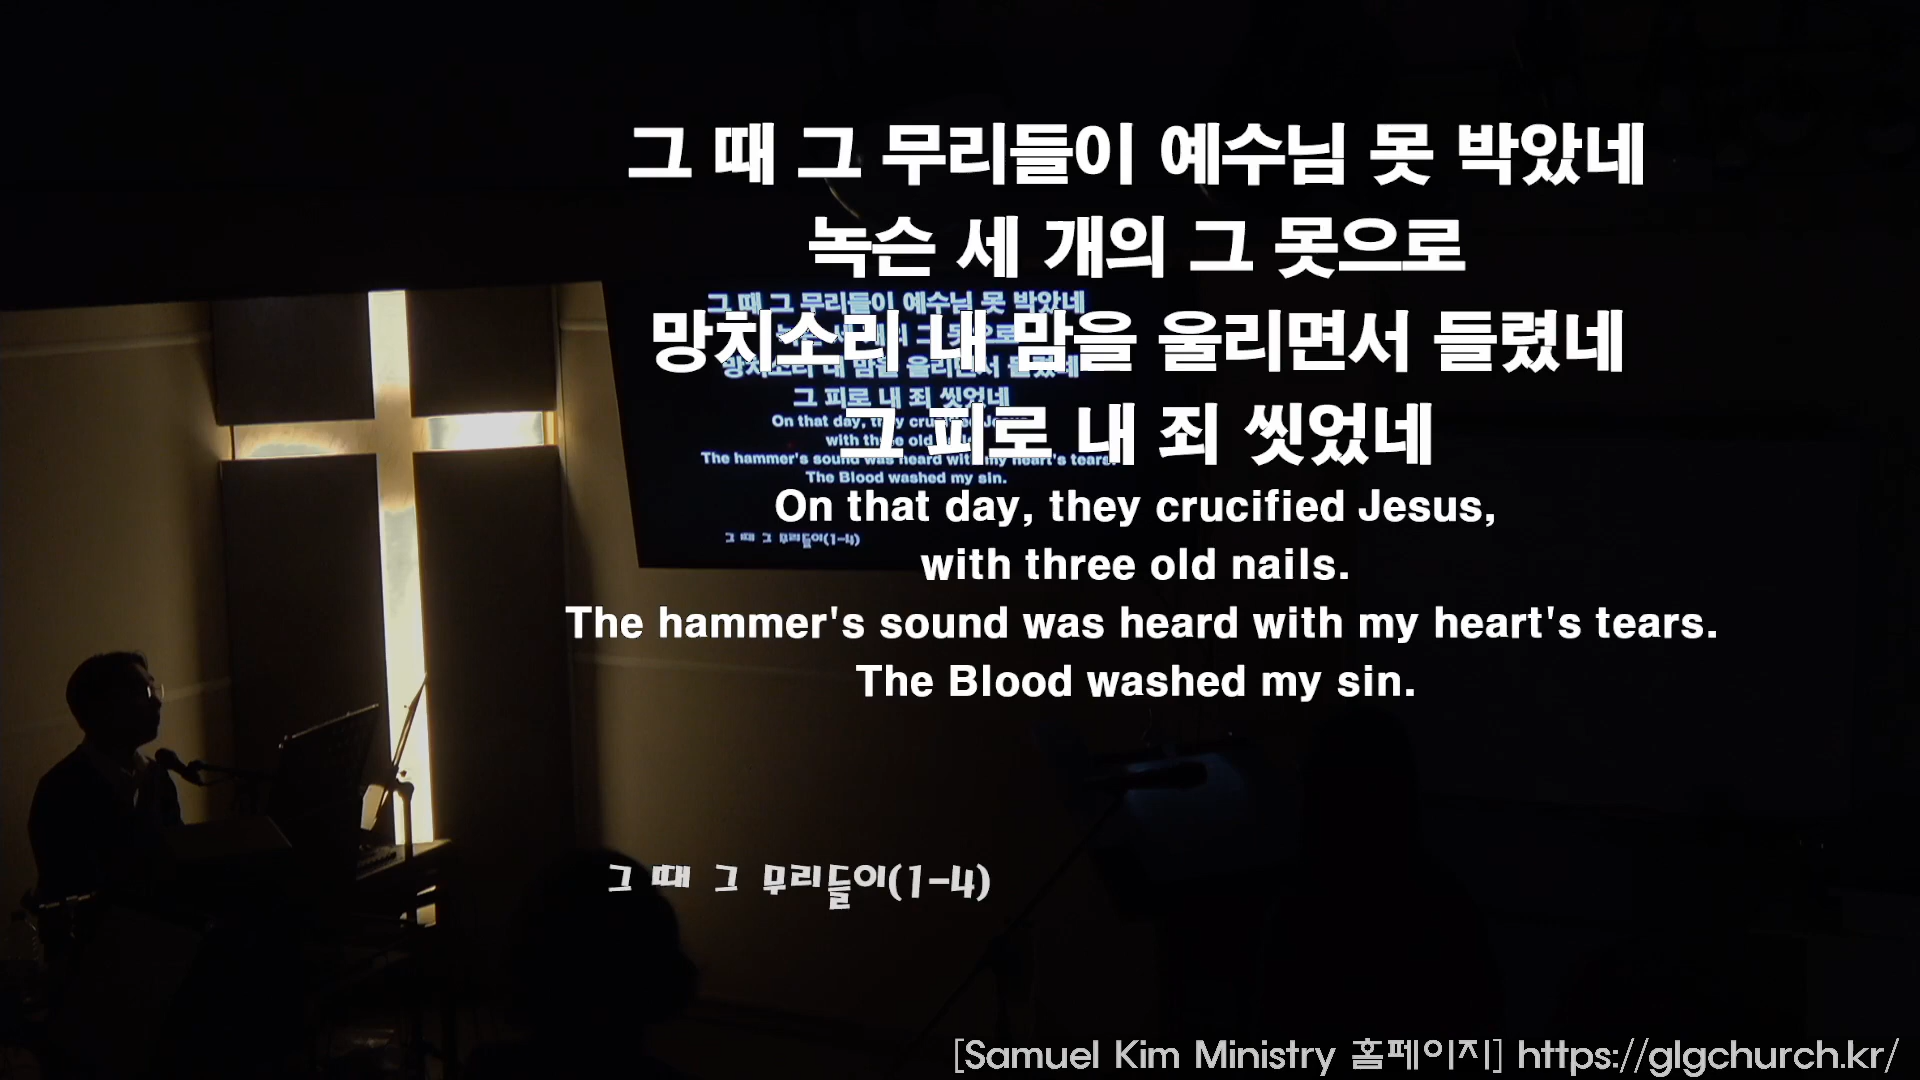 그 때 그 무리들이 예수님 못 박았네
녹슨 세 개의 그 못으로
망치소리 내 맘을 울리면서 들렸네
그 피로 내 죄 씻었네
On that day, they crucified Jesus,
with three old nails.
The hammer's sound was heard with my heart's tears.
The Blood washed my sin.
그 때 그 무리들이(1-4)
그 때 그 무리들이 예수님 못 박았네
그 못으로
망치소리 내 맘을 울리면서 들렸네
그 피로 내 죄 씻었네
On that day, they crucified
with three old
The hammer's sound was heard with my heart's tears.
The Blood washed my sin.
그 때 그 무리들이(1-4)
[Samuel Kim Ministry 홈페이지] https://glgchurch.kr/